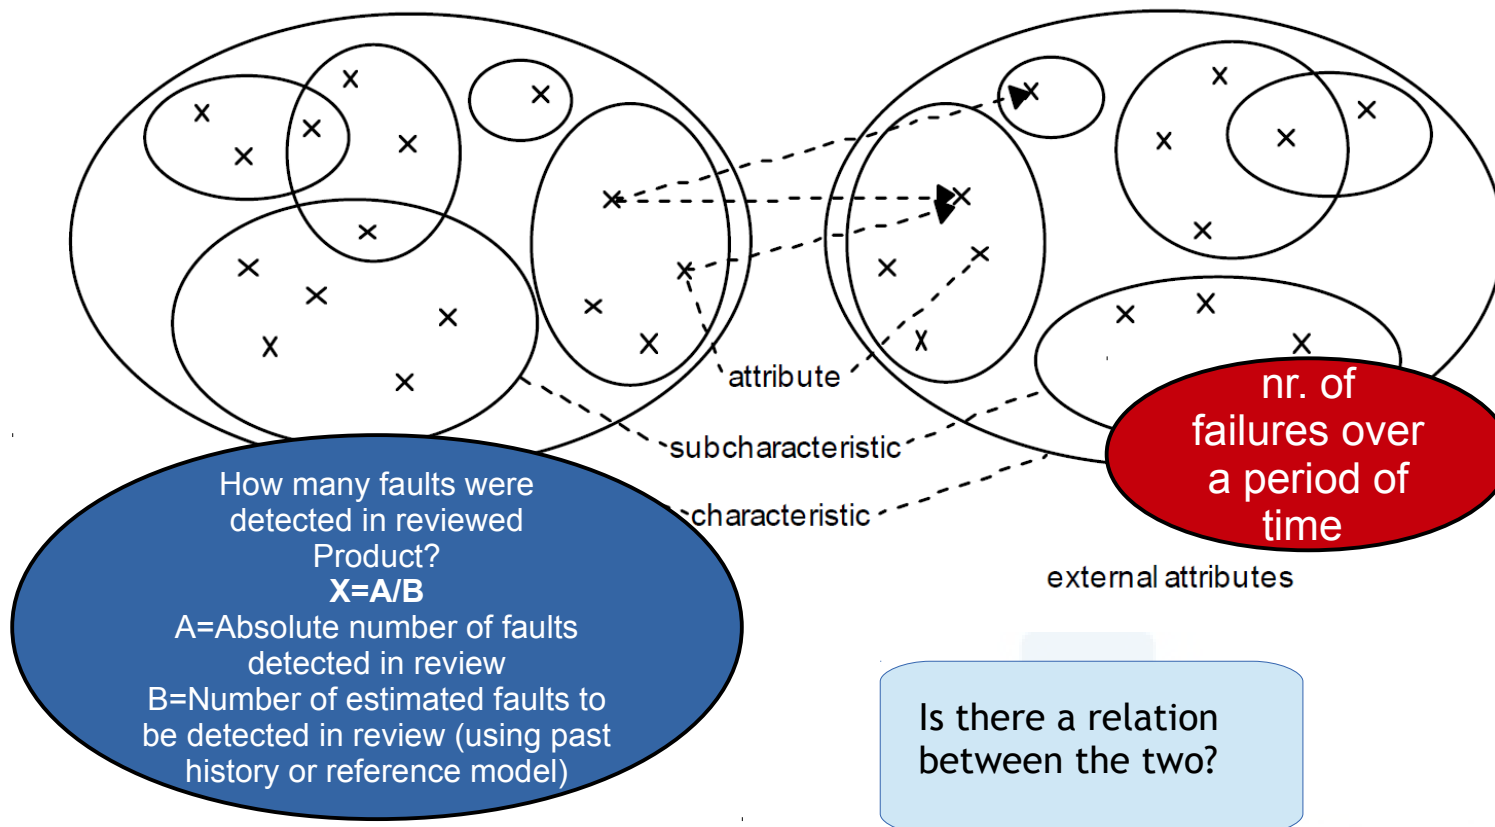 attribute
subcharacteristic
characteristic
How many faults were
detected in reviewed
Product?
X=A/B
A=Absolute number of faults
detected in review
B=Number of estimated faults to
be detected in review (using past
history or reference model)
nr. of
failures over
a period of
time
external attributes
Is there a relation
between the two?